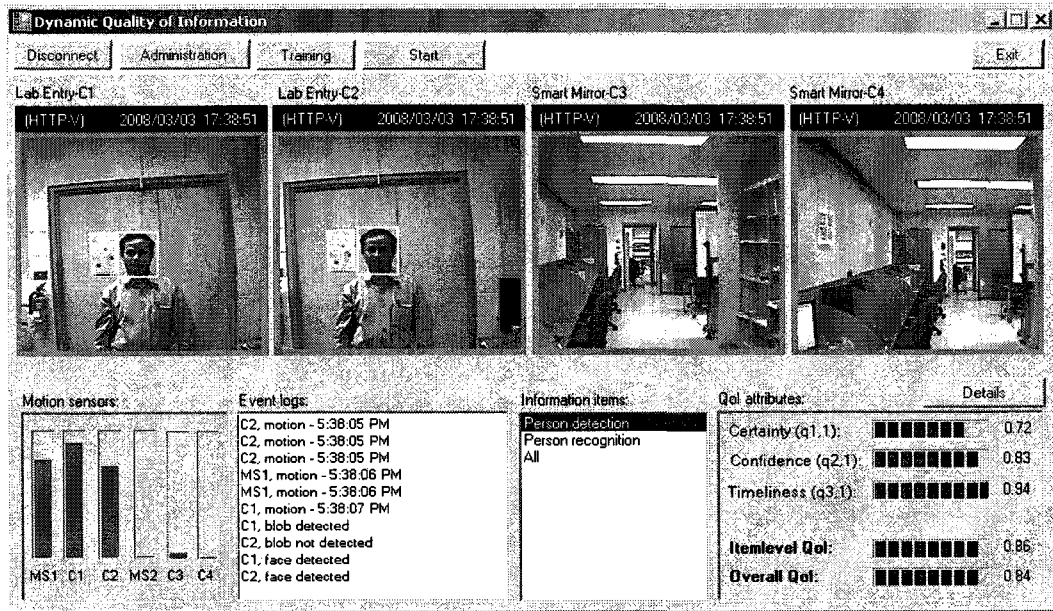 Dynamic Quality of Information
Disconnect Administration Training Start Exit
Lab Entry-C1 Lab Entry-C2 Smart Mirror-C3 Smart Mirror-C4
(HTTP-V) 2008/03/03 17:38:51 (HTTP-V) 2008/03/03 17:38:51 (HTTP-V) 2008/03/03 17:38:51 (HTTP-V) 2008/03/03 17:38:51
Motion sensors:
MS1 C1 C2 MS2 C3 C4
Event logs:
C2, motion - 5:38:05 PM
C2, motion - 5:38:05 PM
C2, motion - 5:38:05 PM
MS1, motion - 5:38:06 PM
MS1, motion - 5:38:06 PM
C1, motion - 5:38:07 PM
C1, blob detected
C2, blob not detected
C1, face detected
C2, face detected
Information items:
Person detection
Person recognition
All
QoI attributes: Details
Certainty (q1,1): 0.72
Confidence (q2,1): 0.83
Timeliness (q3,1): 0.94
Itemlevel QoI: 0.86
Overall QoI: 0.84